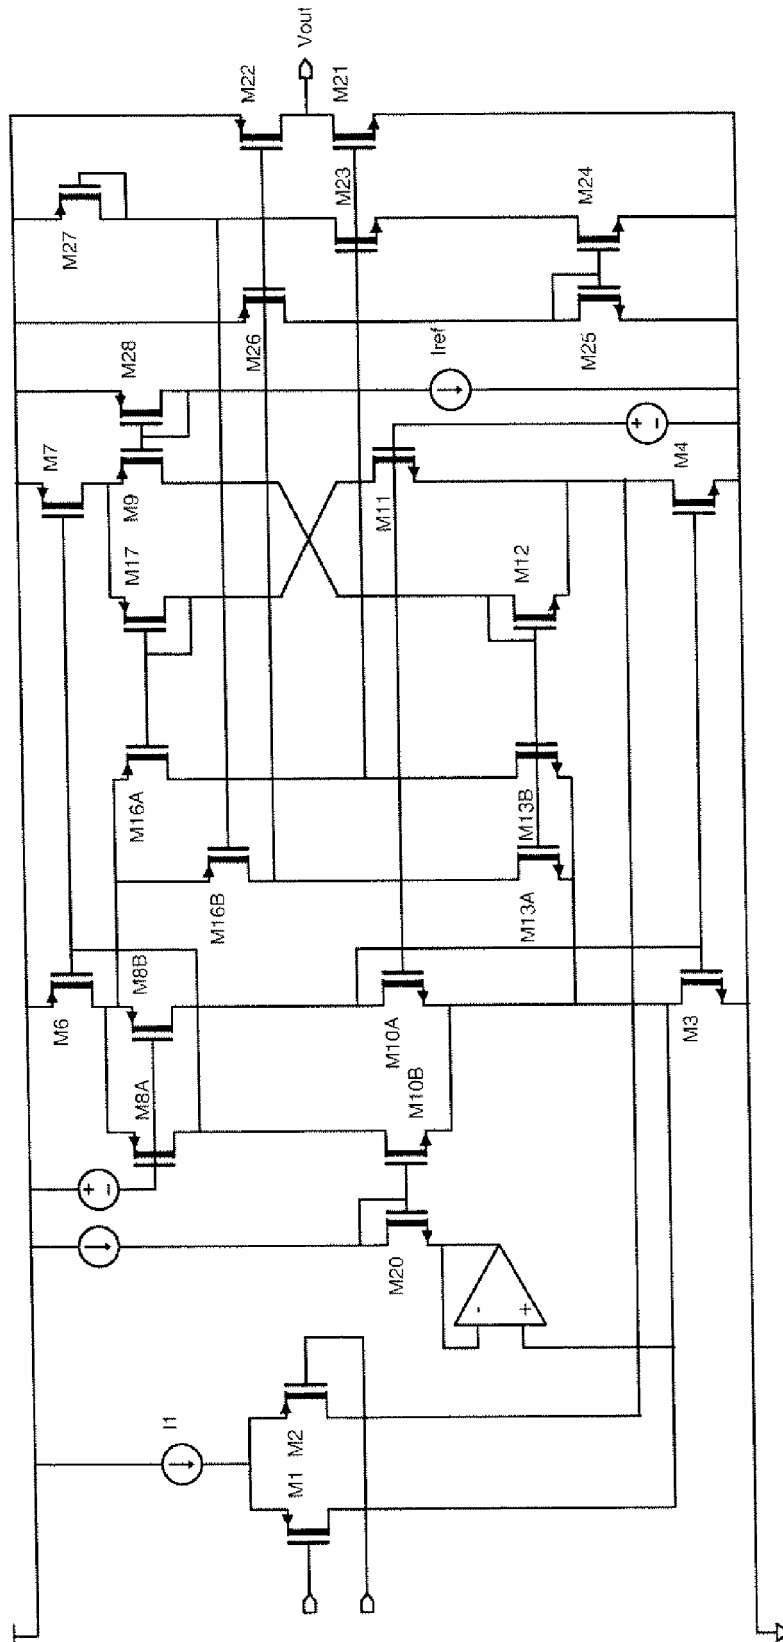 I1
M1
M2
M20
M8A
M10B
M6
M8B
M10A
M3
M16B
M13A
M16A
M13B
M17
M12
M7
M9
M11
M4
M28
Iref
M26
M25
M27
M23
M24
M22
M21
Vout
+
-
+
-
-
+